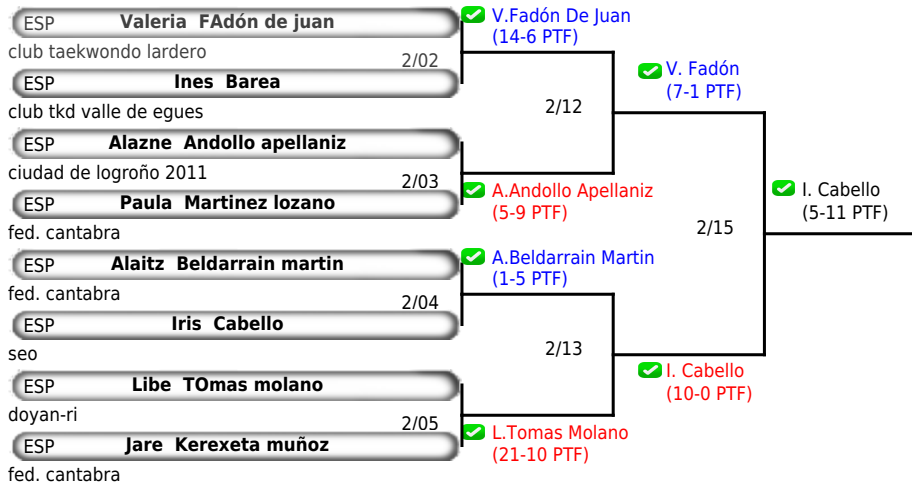 ESP Valeria FAdón de juan
club taekwondo lardero
2/02
ESP Ines Barea
club tkd valle de egues
ESP Alazne Andollo apellaniz
ciudad de logroño 2011
2/03
ESP Paula Martinez lozano
fed. cantabra
ESP Alaitz Beldarrain martin
fed. cantabra
2/04
ESP Iris Cabello
seo
ESP Libe TOmas molano
doyan-ri
2/05
ESP Jare Kerexeta muñoz
fed. cantabra
V.Fadón De Juan
(14-6 PTF)
2/12
A.Andollo Apellaniz
(5-9 PTF)
A.Beldarrain Martin
(1-5 PTF)
2/13
L.Tomas Molano
(21-10 PTF)
V. Fadón
(7-1 PTF)
2/15
I. Cabello
(10-0 PTF)
I. Cabello
(5-11 PTF)